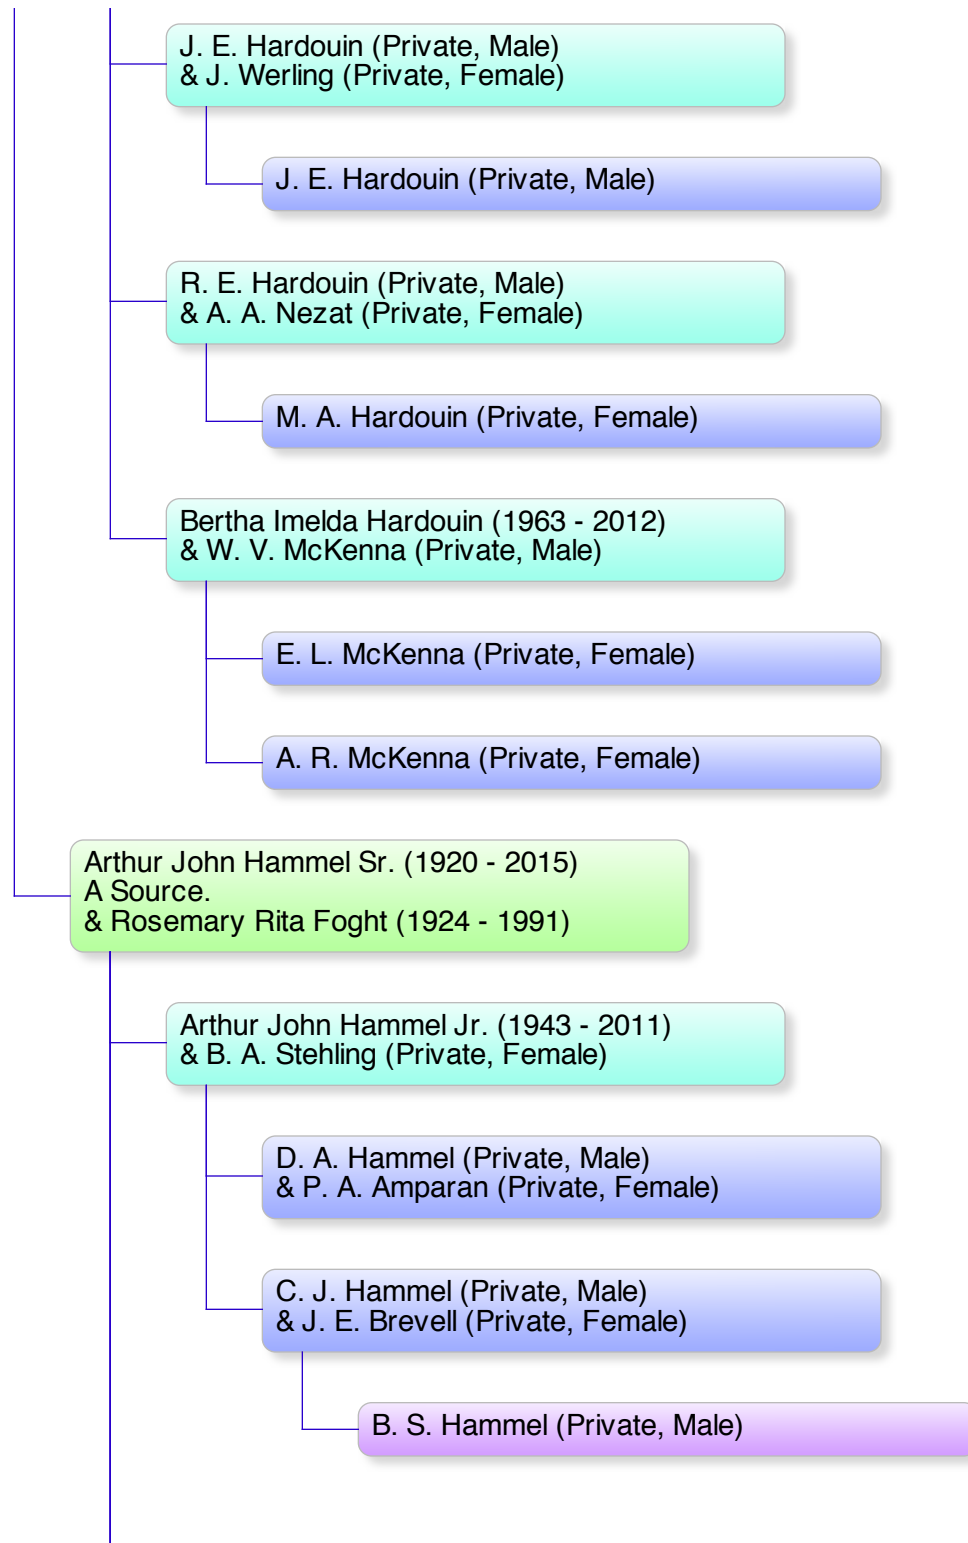 J. E. Hardouin (Private, Male)
& J. Werling (Private, Female)
J. E. Hardouin (Private, Male)
R. E. Hardouin (Private, Male)
& A. A. Nezat (Private, Female)
M. A. Hardouin (Private, Female)
Bertha Imelda Hardouin (1963 - 2012)
& W. V. McKenna (Private, Male)
E. L. McKenna (Private, Female)
A. R. McKenna (Private, Female)
Arthur John Hammel Sr. (1920 - 2015)
A Source.
& Rosemary Rita Foght (1924 - 1991)
Arthur John Hammel Jr. (1943 - 2011)
& B. A. Stehling (Private, Female)
D. A. Hammel (Private, Male)
& P. A. Amparan (Private, Female)
C. J. Hammel (Private, Male)
& J. E. Brevell (Private, Female)
B. S. Hammel (Private, Male)